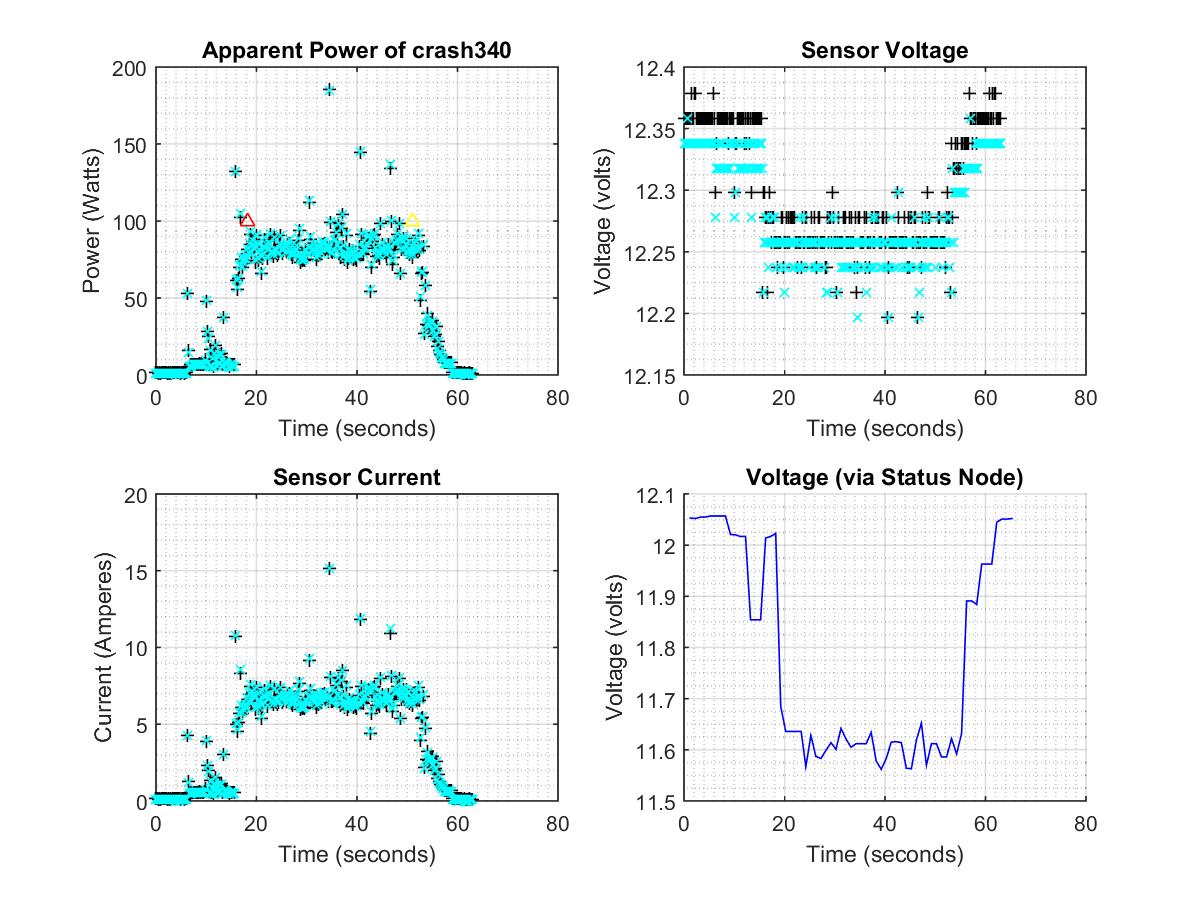 Apparent Power of crash340
200
150
100
50
0
Power (Watts)
0 20 40 60 80
Time (seconds)
Sensor Voltage
12.4
12.35
12.3
12.25
12.2
12.15
Voltage (volts)
0 20 40 60 80
Time (seconds)
Sensor Current
20
15
10
5
0
Current (Amperes)
0 20 40 60 80
Time (seconds)
Voltage (via Status Node)
12.1
12
11.9
11.8
11.7
11.6
11.5
Voltage (volts)
0 20 40 60 80
Time (seconds)